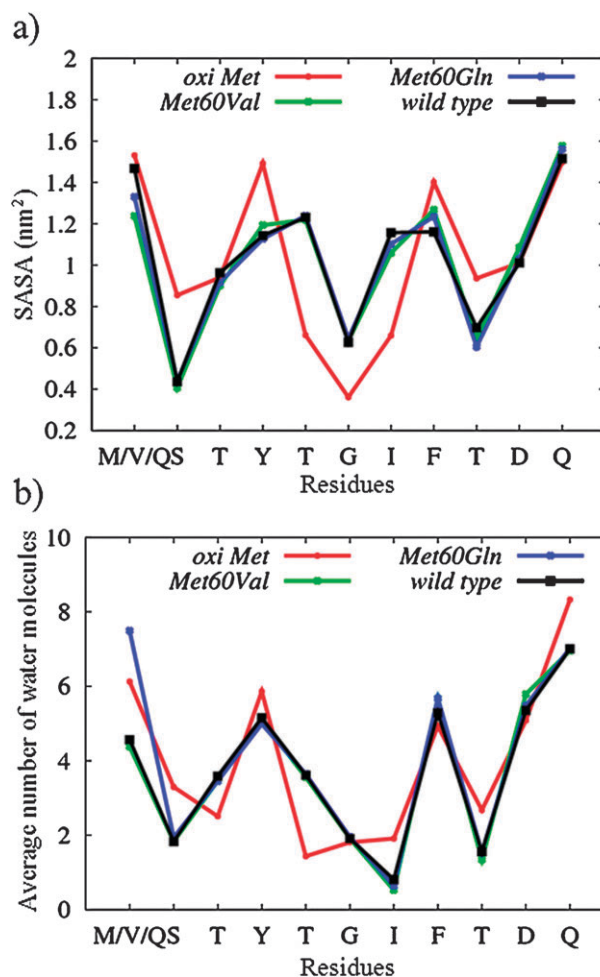 a)
2
oxi Met Met60Gln
1.8
Met60Val wild type
1.6
1.4
1.2
1
0.8
0.6
0.4
0.2
SASA (nm²)
M/V/Q S T Y T G I F T D Q
Residues
b)
10
oxi Met Met60Gln
Met60Val wild type
8
6
4
2
0
Average number of water molecules
M/V/Q S T Y T G I F T D Q
Residues